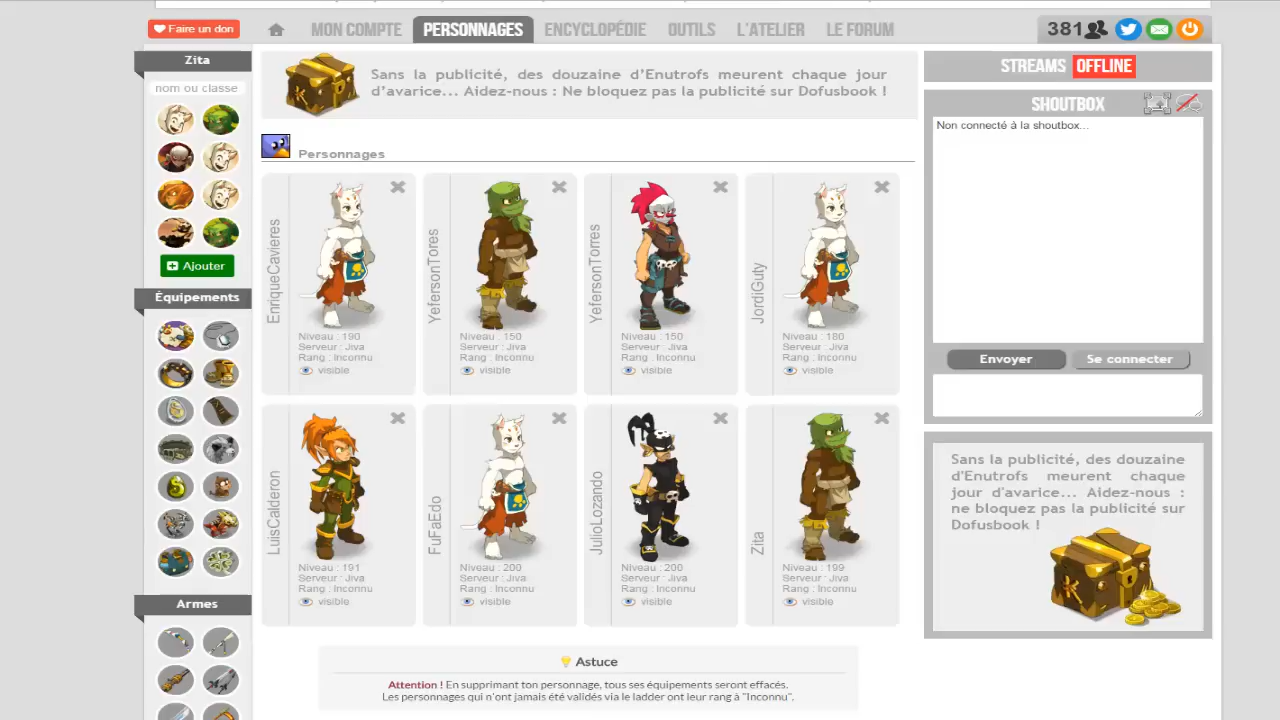 Faire un don
MON COMPTE
PERSONNAGES
ENCYCLOPÉDIE
OUTILS
L'ATELIER
LE FORUM
381
Zita
nom ou classe
Ajouter
Équipements
Armes
Sans la publicité, des douzaine d'Enutrofs meurent chaque jour
d'avarice... Aidez-nous : Ne bloquez pas la publicité sur Dofusbook !
Personnages
EnriqueCavieres
Niveau : 190
Serveur : Jiva
Rang : Inconnu
visible
YefersonTores
Niveau : 150
Serveur : Jiva
Rang : Inconnu
visible
YefersonTorres
Niveau : 150
Serveur : Jiva
Rang : Inconnu
visible
JordiGuty
Niveau : 180
Serveur : Jiva
Rang : Inconnu
visible
LuisCalderon
Niveau : 191
Serveur : Jiva
Rang : Inconnu
visible
FuFaEdo
Niveau : 200
Serveur : Jiva
Rang : Inconnu
visible
JulioLozando
Niveau : 200
Serveur : Jiva
Rang : Inconnu
visible
Zita
Niveau : 199
Serveur : Jiva
Rang : Inconnu
visible
Astuce
Attention ! En supprimant ton personnage, tous ses équipements seront effacés.
Les personnages qui n'ont jamais été validés via le ladder ont leur rang à "Inconnu".
STREAMS OFFLINE
SHOUTBOX
Non connecté à la shoutbox...
Envoyer
Se connecter
Sans la publicité, des douzaine
d'Enutrofs meurent chaque
jour d'avarice... Aidez-nous :
ne bloquez pas la publicité sur
Dofusbook !